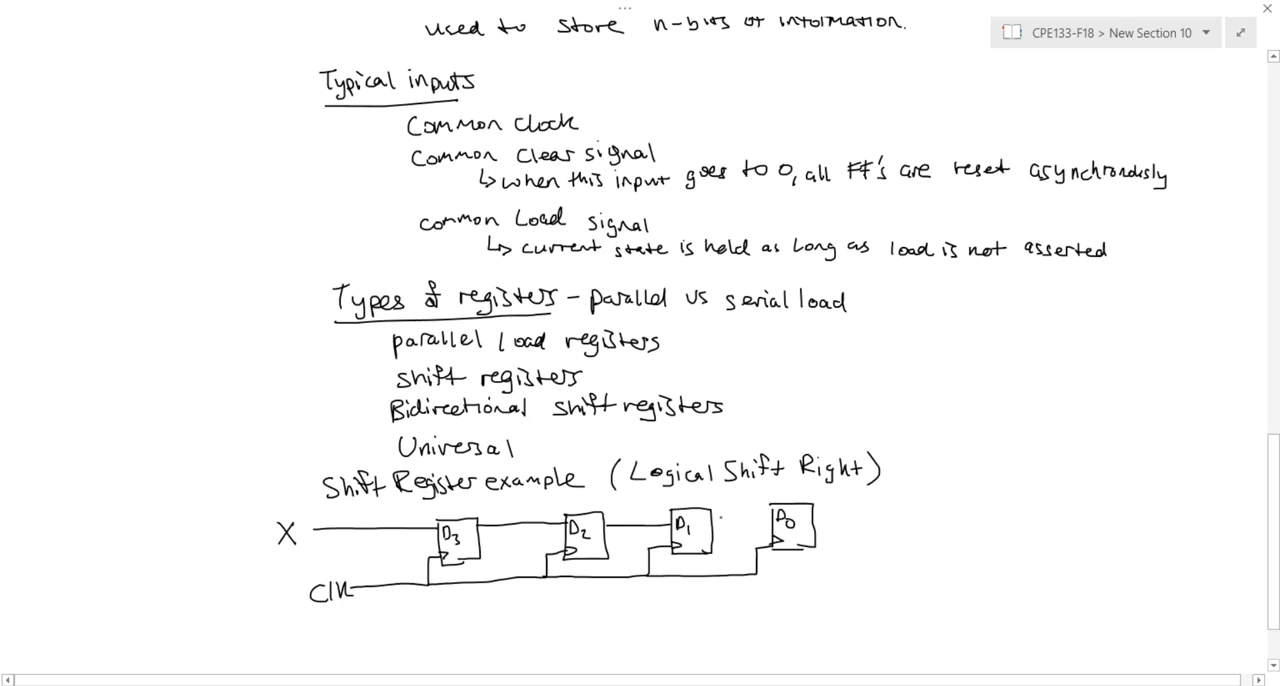 used to store n-bits of information.
CPE133-F18 > New Section 10
Typical inputs
Common Clock
Common Clear signal
↳ when this input goes to 0, all FF's are reset asynchronously
Common Load signal
↳ current state is held as long as load is not asserted
Types of registers - parallel vs serial load
parallel load registers
Shift registers
Bidirectional shift registers
Universal
Shift Register example (Logical Shift Right)
X D3 D2 D1 D0
Clk